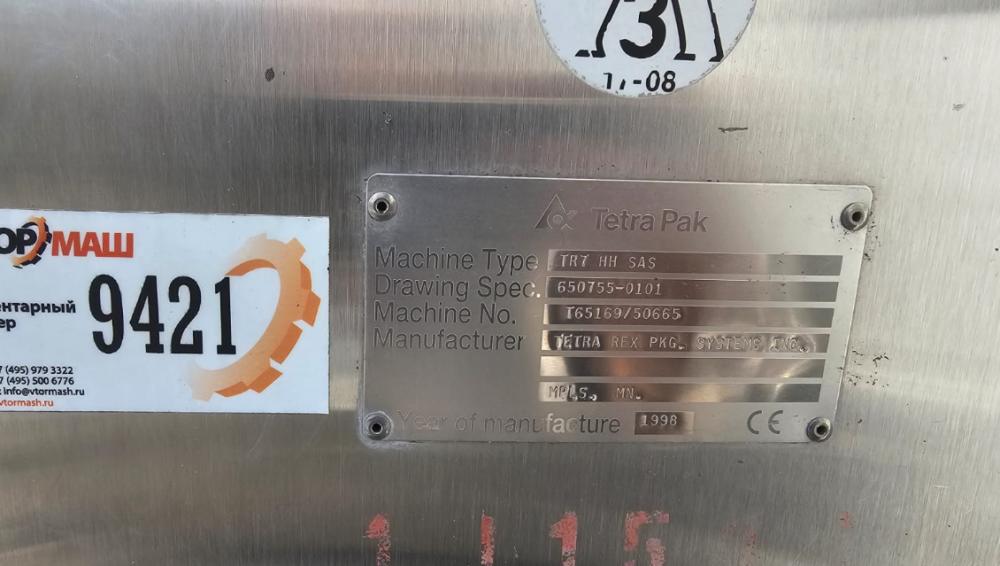 3
-08
Tetra Pak
Machine Type TR7 HH SAS
Drawing Spec. 650755-0101
Machine No. T65169/50665
Manufacturer TETRA REX PKG. SYSTEMS INC.
MPLS, MN.
Year of manufacture 1998 CE
ОРМАШ
9421
ентарный
ер
7 (495) 979 3322
7 (495) 500 6776
info@vtormash.ru
vtormash.ru